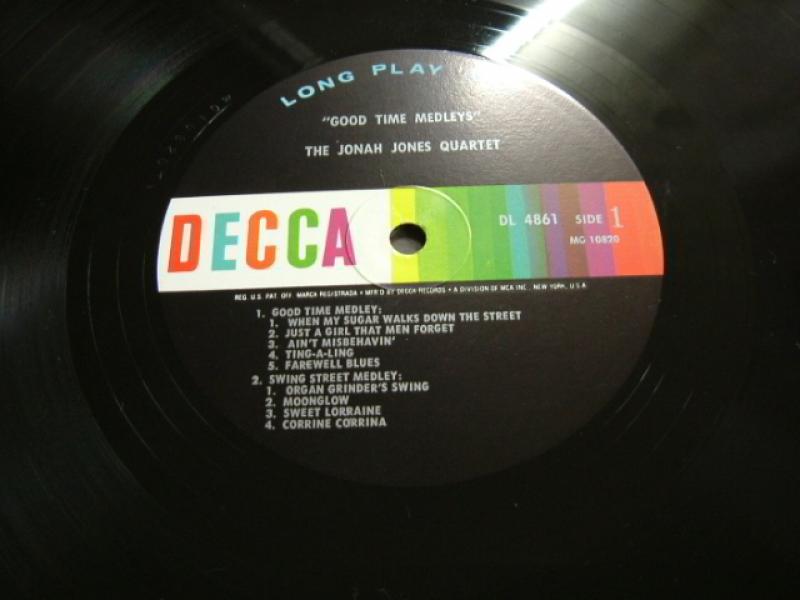 LONG PLAY
"GOOD TIME MEDLEYS"
THE JONAH JONES QUARTET
DECCA
DL 4861 SIDE 1
MG 10820
REG. U.S. PAT. OFF. MARCA REGISTRADA • MFR'D BY DECCA RECORDS • A DIVISION OF MCA INC., NEW YORK, U.S.A.
1. GOOD TIME MEDLEY:
1. WHEN MY SUGAR WALKS DOWN THE STREET
2. JUST A GIRL THAT MEN FORGET
3. AIN'T MISBEHAVIN'
4. TING-A-LING
5. FAREWELL BLUES
2. SWING STREET MEDLEY:
1. ORGAN GRINDER'S SWING
2. MOONGLOW
3. SWEET LORRAINE
4. CORRINE CORRINA